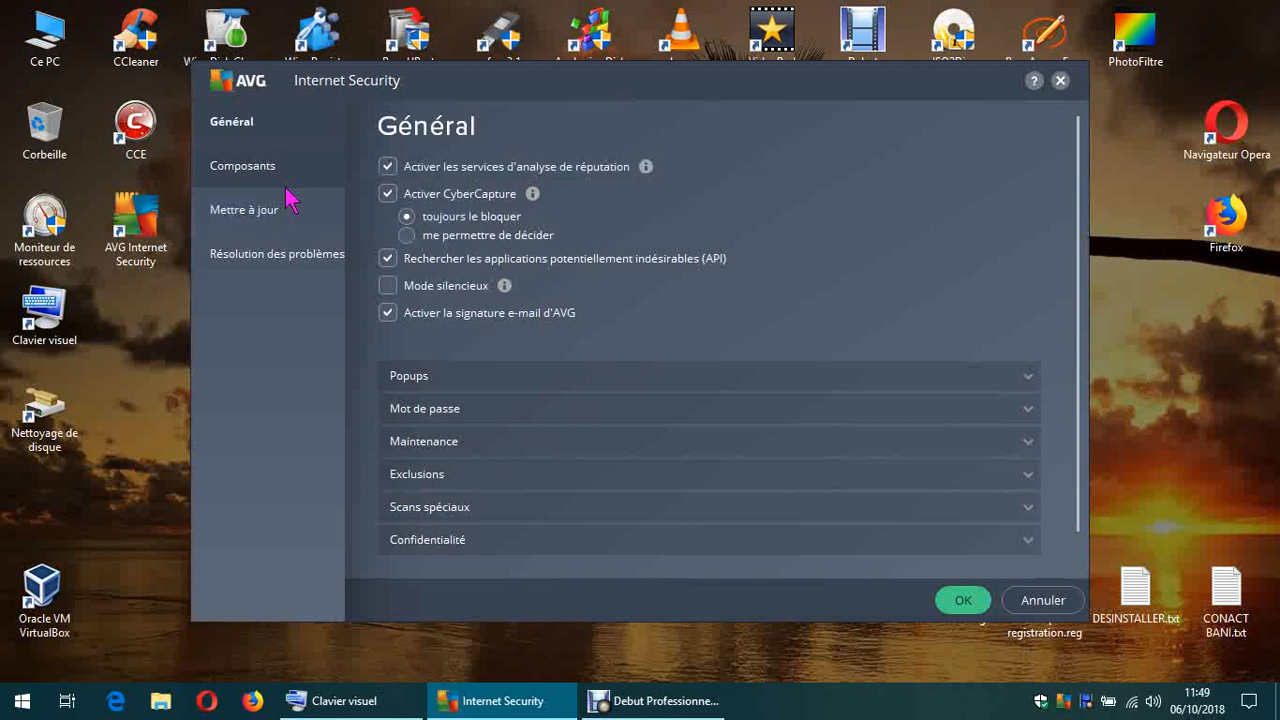 Ce PC
CCleaner
PhotoFiltre
AVG
Internet Security
Général
Composants
Mettre à jour
Résolution des problèmes
Général
Activer les services d'analyse de réputation
Activer CyberCapture
toujours le bloquer
me permettre de décider
Rechercher les applications potentiellement indésirables (API)
Mode silencieux
Activer la signature e-mail d'AVG
Popups
Mot de passe
Maintenance
Exclusions
Scans spéciaux
Confidentialité
OK
Annuler
Corbeille
CCE
Moniteur de
ressources
AVG Internet
Security
Clavier visuel
Nettoyage de
disque
Oracle VM
VirtualBox
Navigateur Opera
Firefox
registration.reg
DESINSTALLER.txt
CONACT
BANI.txt
Clavier visuel
Internet Security
Debut Professionne...
11:49
06/10/2018